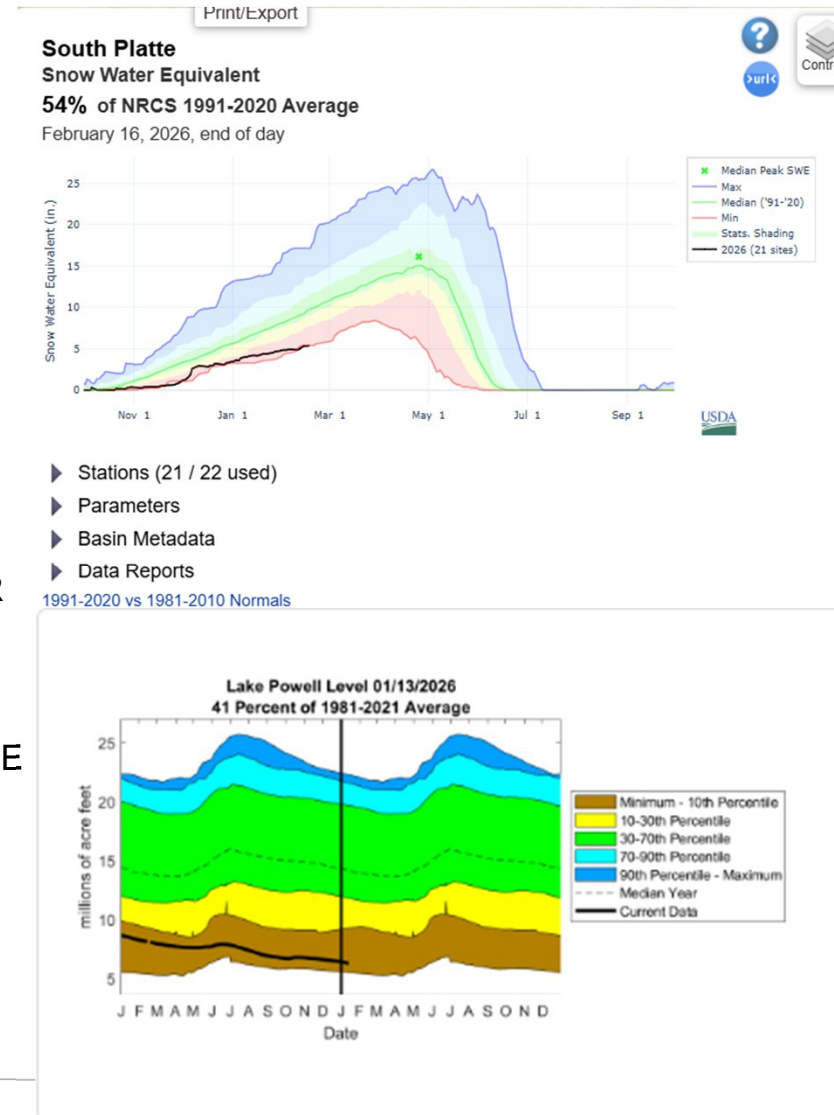 Print/Export
South Platte
Snow Water Equivalent
54% of NRCS 1991-2020 Average
February 16, 2026, end of day
?
>url<
Contr
Snow Water Equivalent (in.)
25
20
15
10
5
0
Nov 1 Jan 1 Mar 1 May 1 Jul 1 Sep 1
Median Peak SWE
Max
Median ('91-'20)
Min
Stats. Shading
2026 (21 sites)
USDA
Stations (21 / 22 used)
Parameters
Basin Metadata
Data Reports
1991-2020 vs 1981-2010 Normals
R
E
Lake Powell Level 01/13/2026
41 Percent of 1981-2021 Average
millions of acre feet
25
20
15
10
5
J F M A M J J A S O N D J F M A M J J A S O N D
Date
Minimum - 10th Percentile
10-30th Percentile
30-70th Percentile
70-90th Percentile
90th Percentile - Maximum
Median Year
Current Data